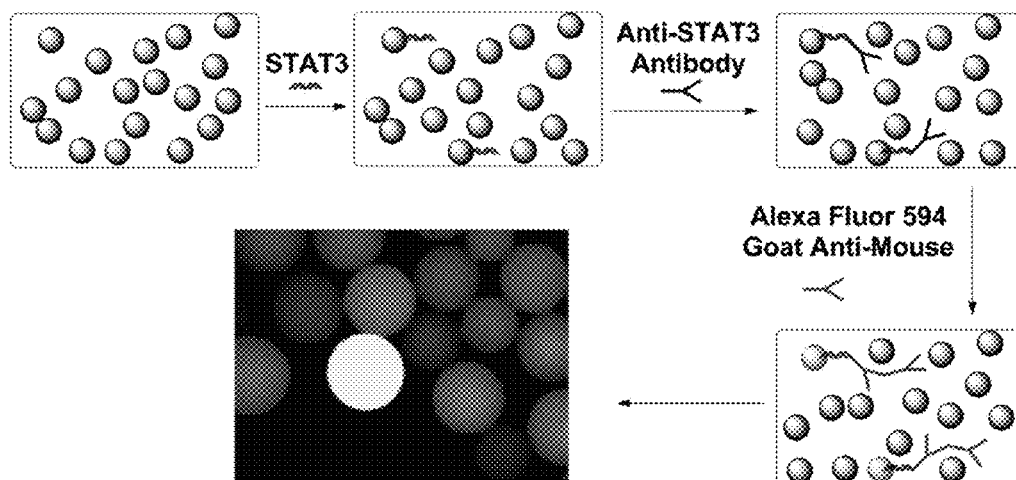 STAT3
Anti-STAT3
Antibody
Alexa Fluor 594
Goat Anti-Mouse